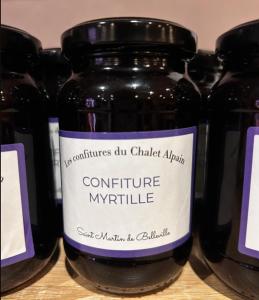 Les confitures du Chalet Alpain
CONFITURE
MYRTILLE
Saint Martin de Belleville